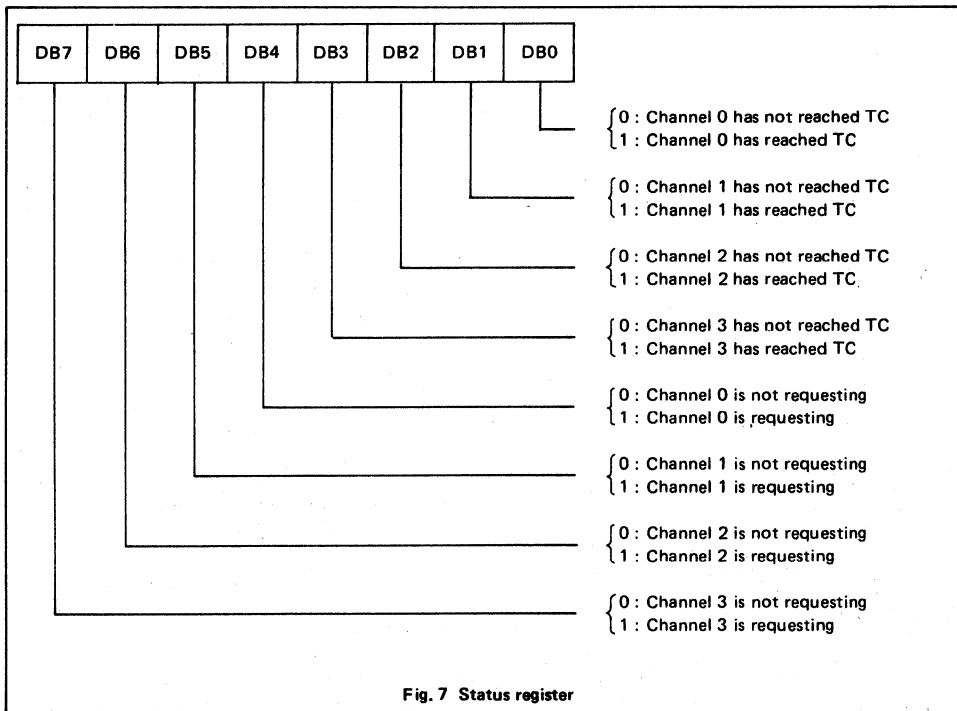 DB7 DB6 DB5 DB4 DB3 DB2 DB1 DB0
0 : Channel 0 has not reached TC
1 : Channel 0 has reached TC
0 : Channel 1 has not reached TC
1 : Channel 1 has reached TC
0 : Channel 2 has not reached TC
1 : Channel 2 has reached TC
0 : Channel 3 has not reached TC
1 : Channel 3 has reached TC
0 : Channel 0 is not requesting
1 : Channel 0 is requesting
0 : Channel 1 is not requesting
1 : Channel 1 is requesting
0 : Channel 2 is not requesting
1 : Channel 2 is requesting
0 : Channel 3 is not requesting
1 : Channel 3 is requesting
Fig. 7 Status register